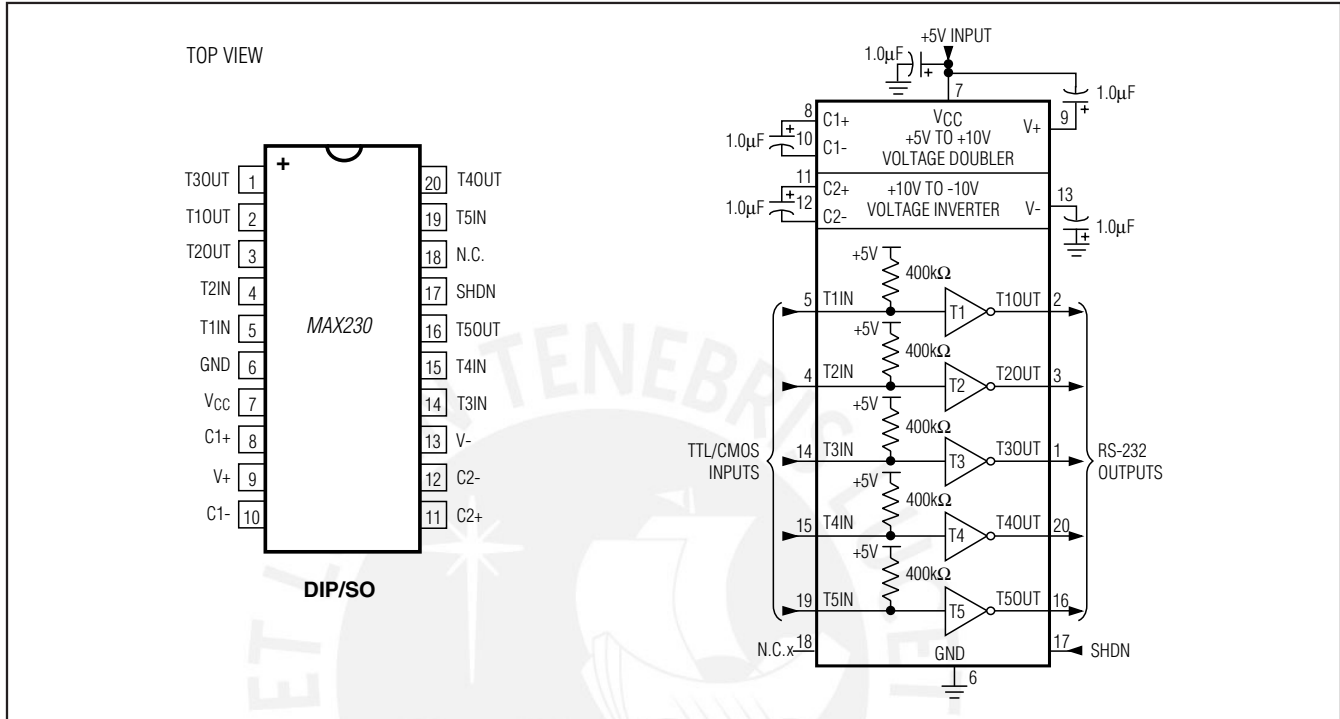 TOP VIEW
+
T3OUT 1
T1OUT 2
T2OUT 3
T2IN 4
T1IN 5
GND 6
VCC 7
C1+ 8
V+ 9
C1- 10
MAX230
20 T4OUT
19 T5IN
18 N.C.
17 SHDN
16 T5OUT
15 T4IN
14 T3IN
13 V-
12 C2-
11 C2+
DIP/SO
+5V INPUT
1.0μF +
7
+ 1.0μF
8 C1+
1.0μF + 10 C1-
VCC
+5V TO +10V
VOLTAGE DOUBLER
V+ 9
11 C2+
1.0μF + 12 C2-
+10V TO -10V
VOLTAGE INVERTER
V- 13
1.0μF +
+5V
400kΩ
5 T1IN T1 T1OUT 2
+5V
400kΩ
4 T2IN T2 T2OUT 3
+5V
400kΩ
TTL/CMOS
INPUTS
14 T3IN T3 T3OUT 1
RS-232
OUTPUTS
+5V
400kΩ
15 T4IN T4 T4OUT 20
+5V
400kΩ
19 T5IN T5 T5OUT 16
N.C.x 18
GND
17 SHDN
6
ET L
N TENEBRIS LUCET